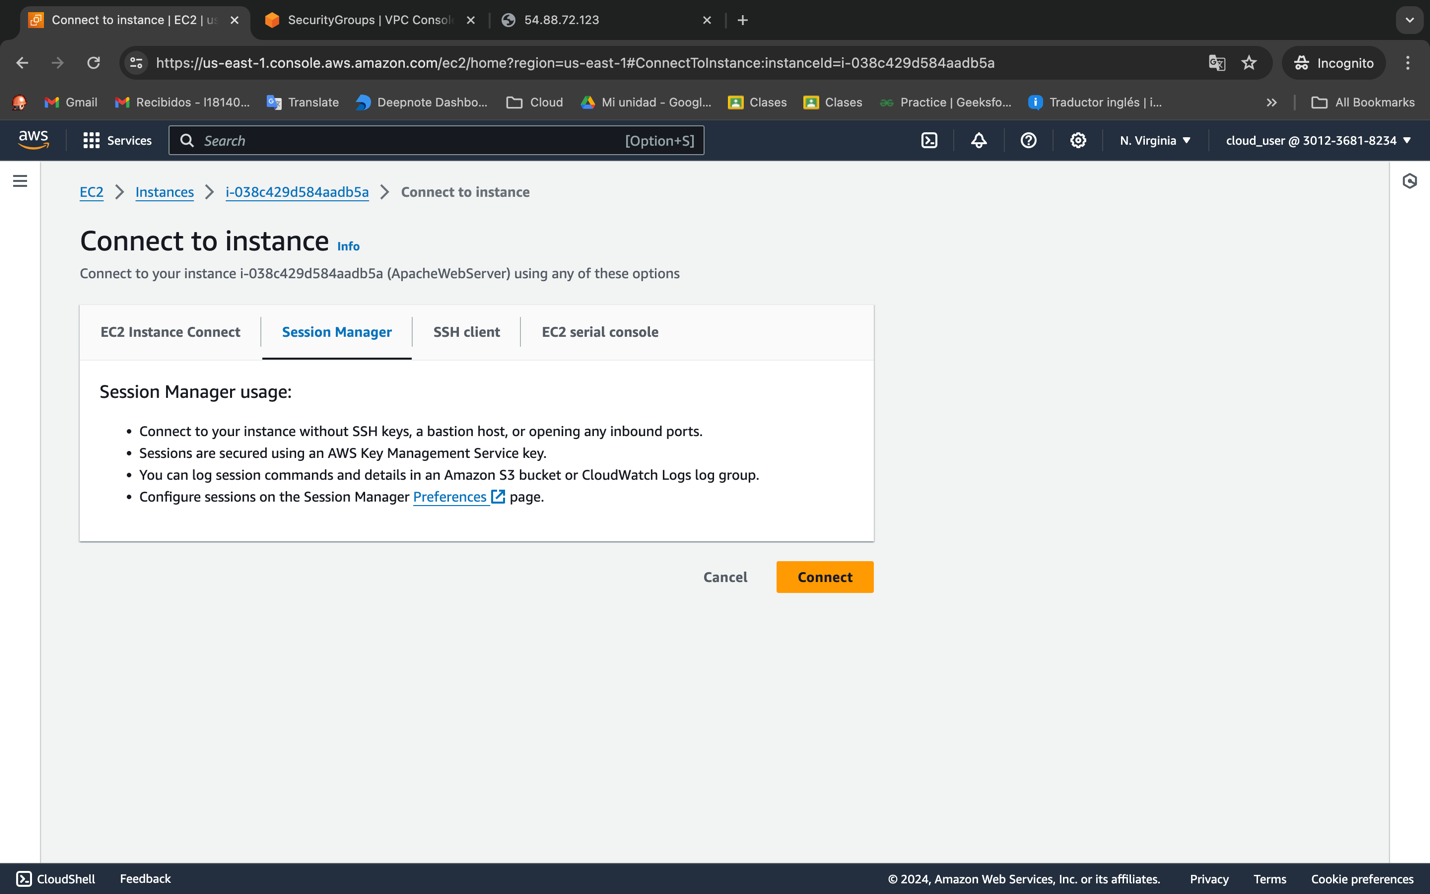 Connect to instance | EC2 | us
SecurityGroups | VPC Consol
54.88.72.123
https://us-east-1.console.aws.amazon.com/ec2/home?region=us-east-1#ConnectToInstance:instanceId=i-038c429d584aadb5a
Incognito
Gmail
Recibidos - l18140...
Translate
Deepnote Dashbo...
Cloud
Mi unidad - Googl...
Clases
Clases
Practice | Geeksfo...
Traductor inglés | i...
All Bookmarks
aws
Services
Search
[Option+S]
N. Virginia
cloud_user @ 3012-3681-8234
EC2 > Instances > i-038c429d584aadb5a > Connect to instance
Connect to instance Info
Connect to your instance i-038c429d584aadb5a (ApacheWebServer) using any of these options
EC2 Instance Connect
Session Manager
SSH client
EC2 serial console
Session Manager usage:
• Connect to your instance without SSH keys, a bastion host, or opening any inbound ports.
• Sessions are secured using an AWS Key Management Service key.
• You can log session commands and details in an Amazon S3 bucket or CloudWatch Logs log group.
• Configure sessions on the Session Manager Preferences page.
Cancel
Connect
CloudShell
Feedback
© 2024, Amazon Web Services, Inc. or its affiliates.
Privacy
Terms
Cookie preferences